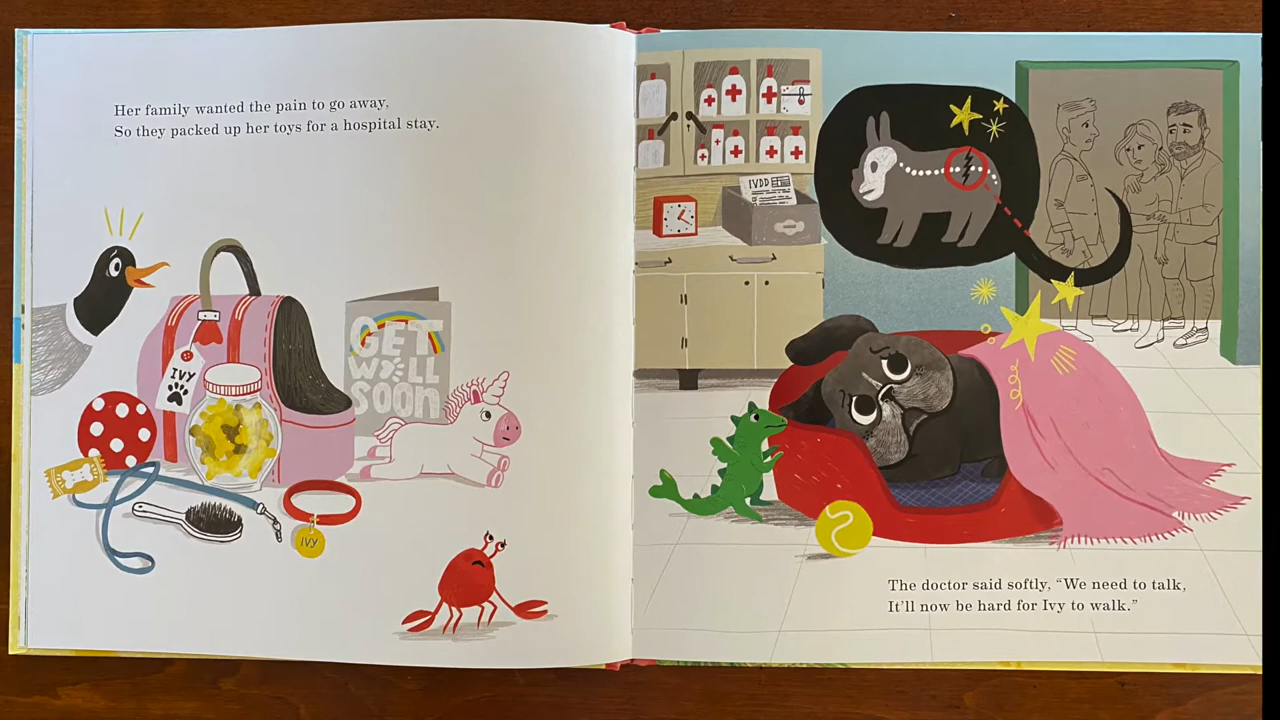 Her family wanted the pain to go away,
So they packed up her toys for a hospital stay.
IVY
GET
WELL
SOON
IVY
IVDD
The doctor said softly, “We need to talk,
It’ll now be hard for Ivy to walk.”